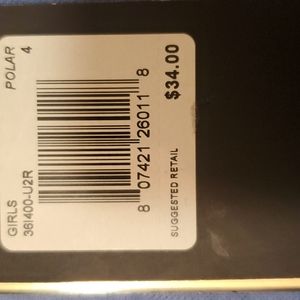 GIRLS POLAR
36I400-U2R 4
8 07421 26011 8
SUGGESTED RETAIL $34.00